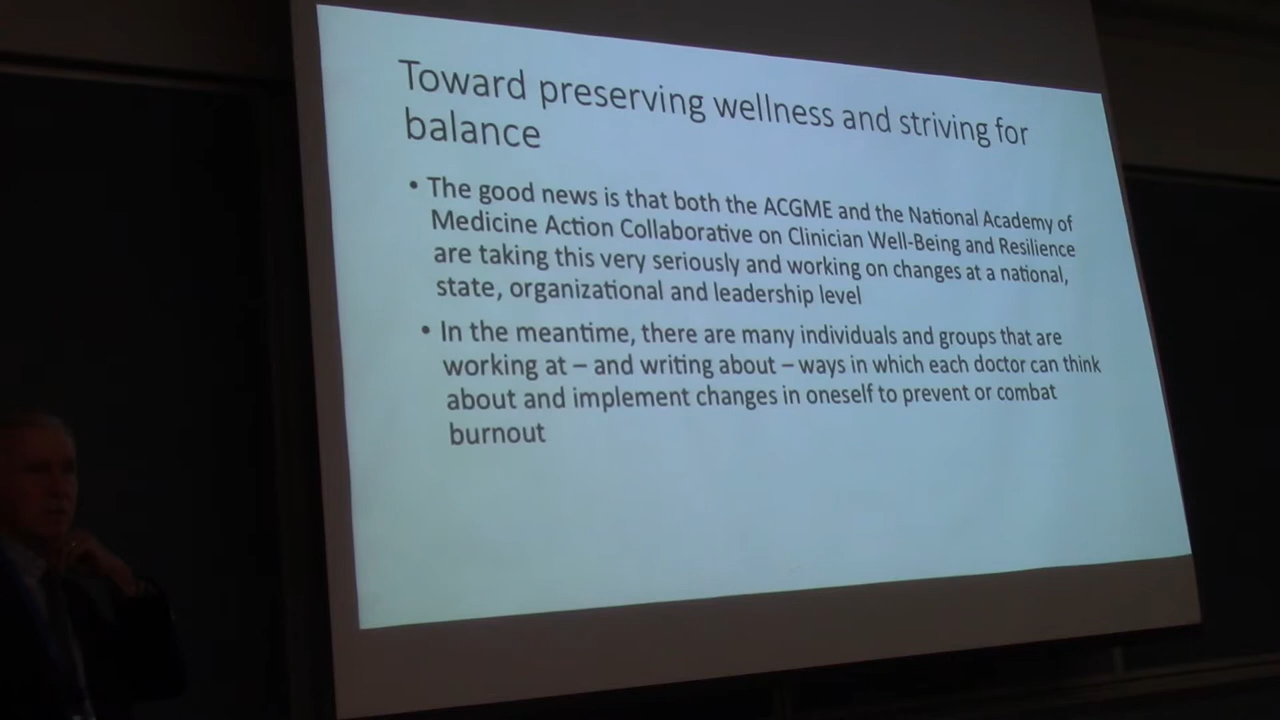 Toward preserving wellness and striving for
balance
• The good news is that both the ACGME and the National Academy of
Medicine Action Collaborative on Clinician Well-Being and Resilience
are taking this very seriously and working on changes at a national,
state, organizational and leadership level
• In the meantime, there are many individuals and groups that are
working at – and writing about – ways in which each doctor can think
about and implement changes in oneself to prevent or combat
burnout